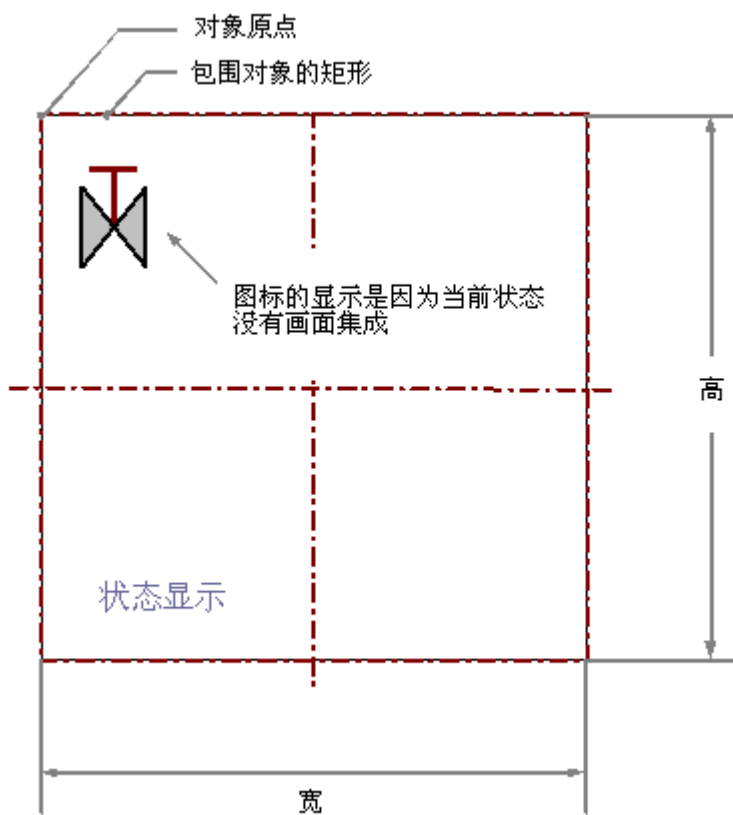 对象原点
包围对象的矩形
图标的显示是因为当前状态
没有画面集成
高
状态显示
宽